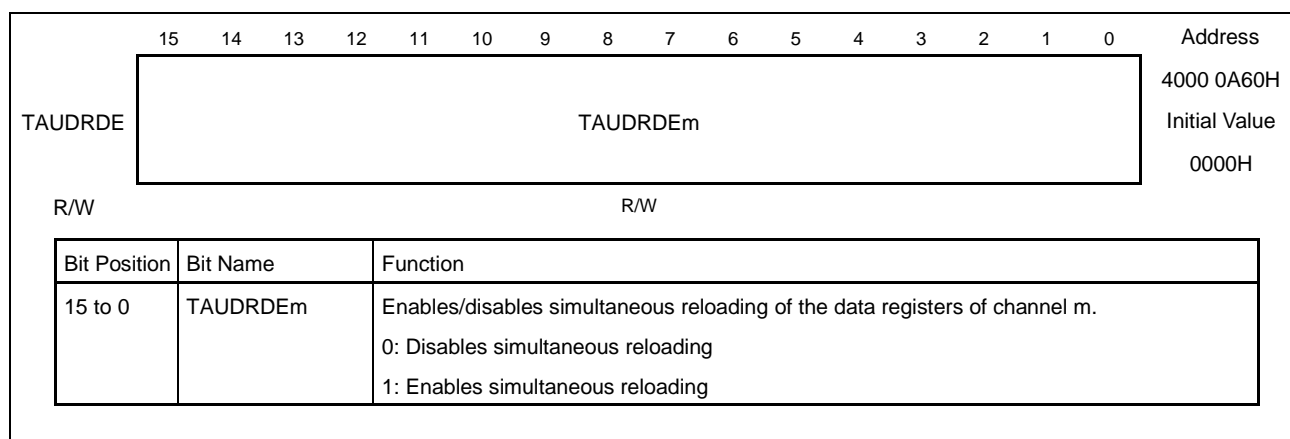 15 14 13 12 11 10 9 8 7 6 5 4 3 2 1 0 Address
4000 0A60H
TAUDRDE TAUDRDEm Initial Value
0000H
R/W R/W
Bit Position Bit Name Function
15 to 0 TAUDRDEm Enables/disables simultaneous reloading of the data registers of channel m.
0: Disables simultaneous reloading
1: Enables simultaneous reloading